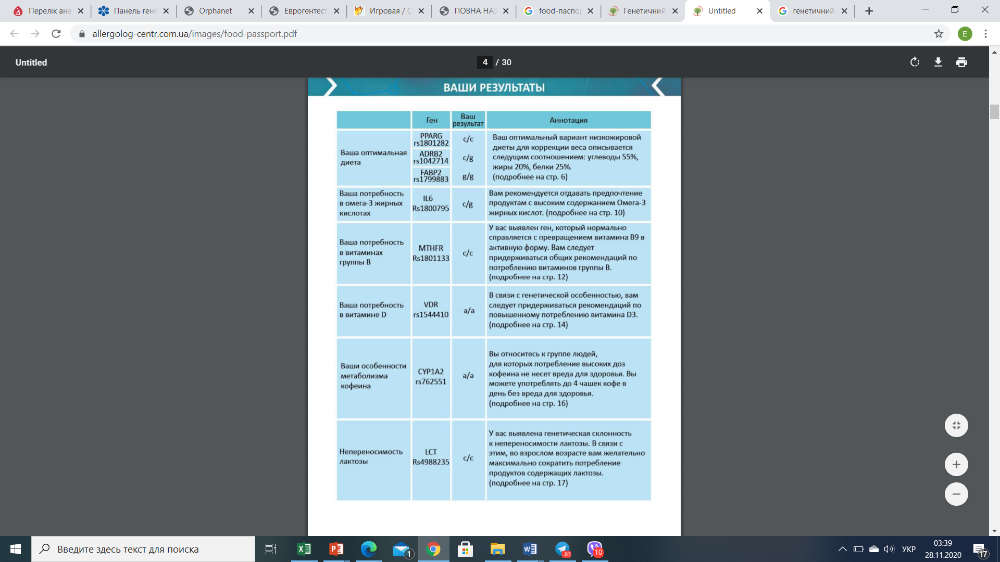 Перелік ана
Панель гене
Orphanet
Еврогентест
Игровая / С
ПОВНА НАЗ
food-паспор
Генетичний
Untitled
генетичний
allergolog-centr.com.ua/images/food-passport.pdf
E
Untitled
4 / 30
ВАШИ РЕЗУЛЬТАТЫ
Ген
Ваш
результат
Аннотация
Ваша оптимальная
диета
PPARG
rs1801282
c/c
ADRB2
rs1042714
c/g
FABP2
rs1799883
g/g
Ваш оптимальный вариант низкожировой
диеты для коррекции веса описывается
следущим соотношением: углеводы 55%,
жиры 20%, белки 25%.
(подробнее на стр. 6)
Ваша потребность
в омега-3 жирных
кислотах
IL6
Rs1800795
c/g
Вам рекомендуется отдавать предпочтение
продуктам с высоким содержанием Омега-3
жирных кислот. (подробнее на стр. 10)
Ваша потребность
в витаминах
группы В
MTHFR
Rs1801133
c/c
У вас выявлен ген, который нормально
справляется с превращением витамина В9 в
активную форму. Вам следует
придерживаться общих рекомендаций по
потреблению витаминов группы В.
(подробнее на стр. 12)
Ваша потребность
в витамине D
VDR
rs1544410
a/a
В связи с генетической особенностью, вам
следует придерживаться рекомендаций по
повышенному потреблению витамина D3.
(подробнее на стр. 14)
Ваши особенности
метаболизма
кофеина
CYP1A2
rs762551
a/a
Вы относитесь к группе людей,
для которых потребление высоких доз
кофеина не несет вреда для здоровья. Вы
можете употреблять до 4 чашек кофе в
день без вреда для здоровья.
(подробнее на стр. 16)
Непереносимость
лактозы
LCT
Rs4988235
c/c
У вас выявлена генетическая склонность
к непереносимости лактозы. В связи с
этим, во взрослом возрасте вам желательно
максимально сократить потребление
продуктов содержащих лактозы.
(подробнее на стр. 17)
Введите здесь текст для поиска
1
83
10
УКР
03:39
28.11.2020
17